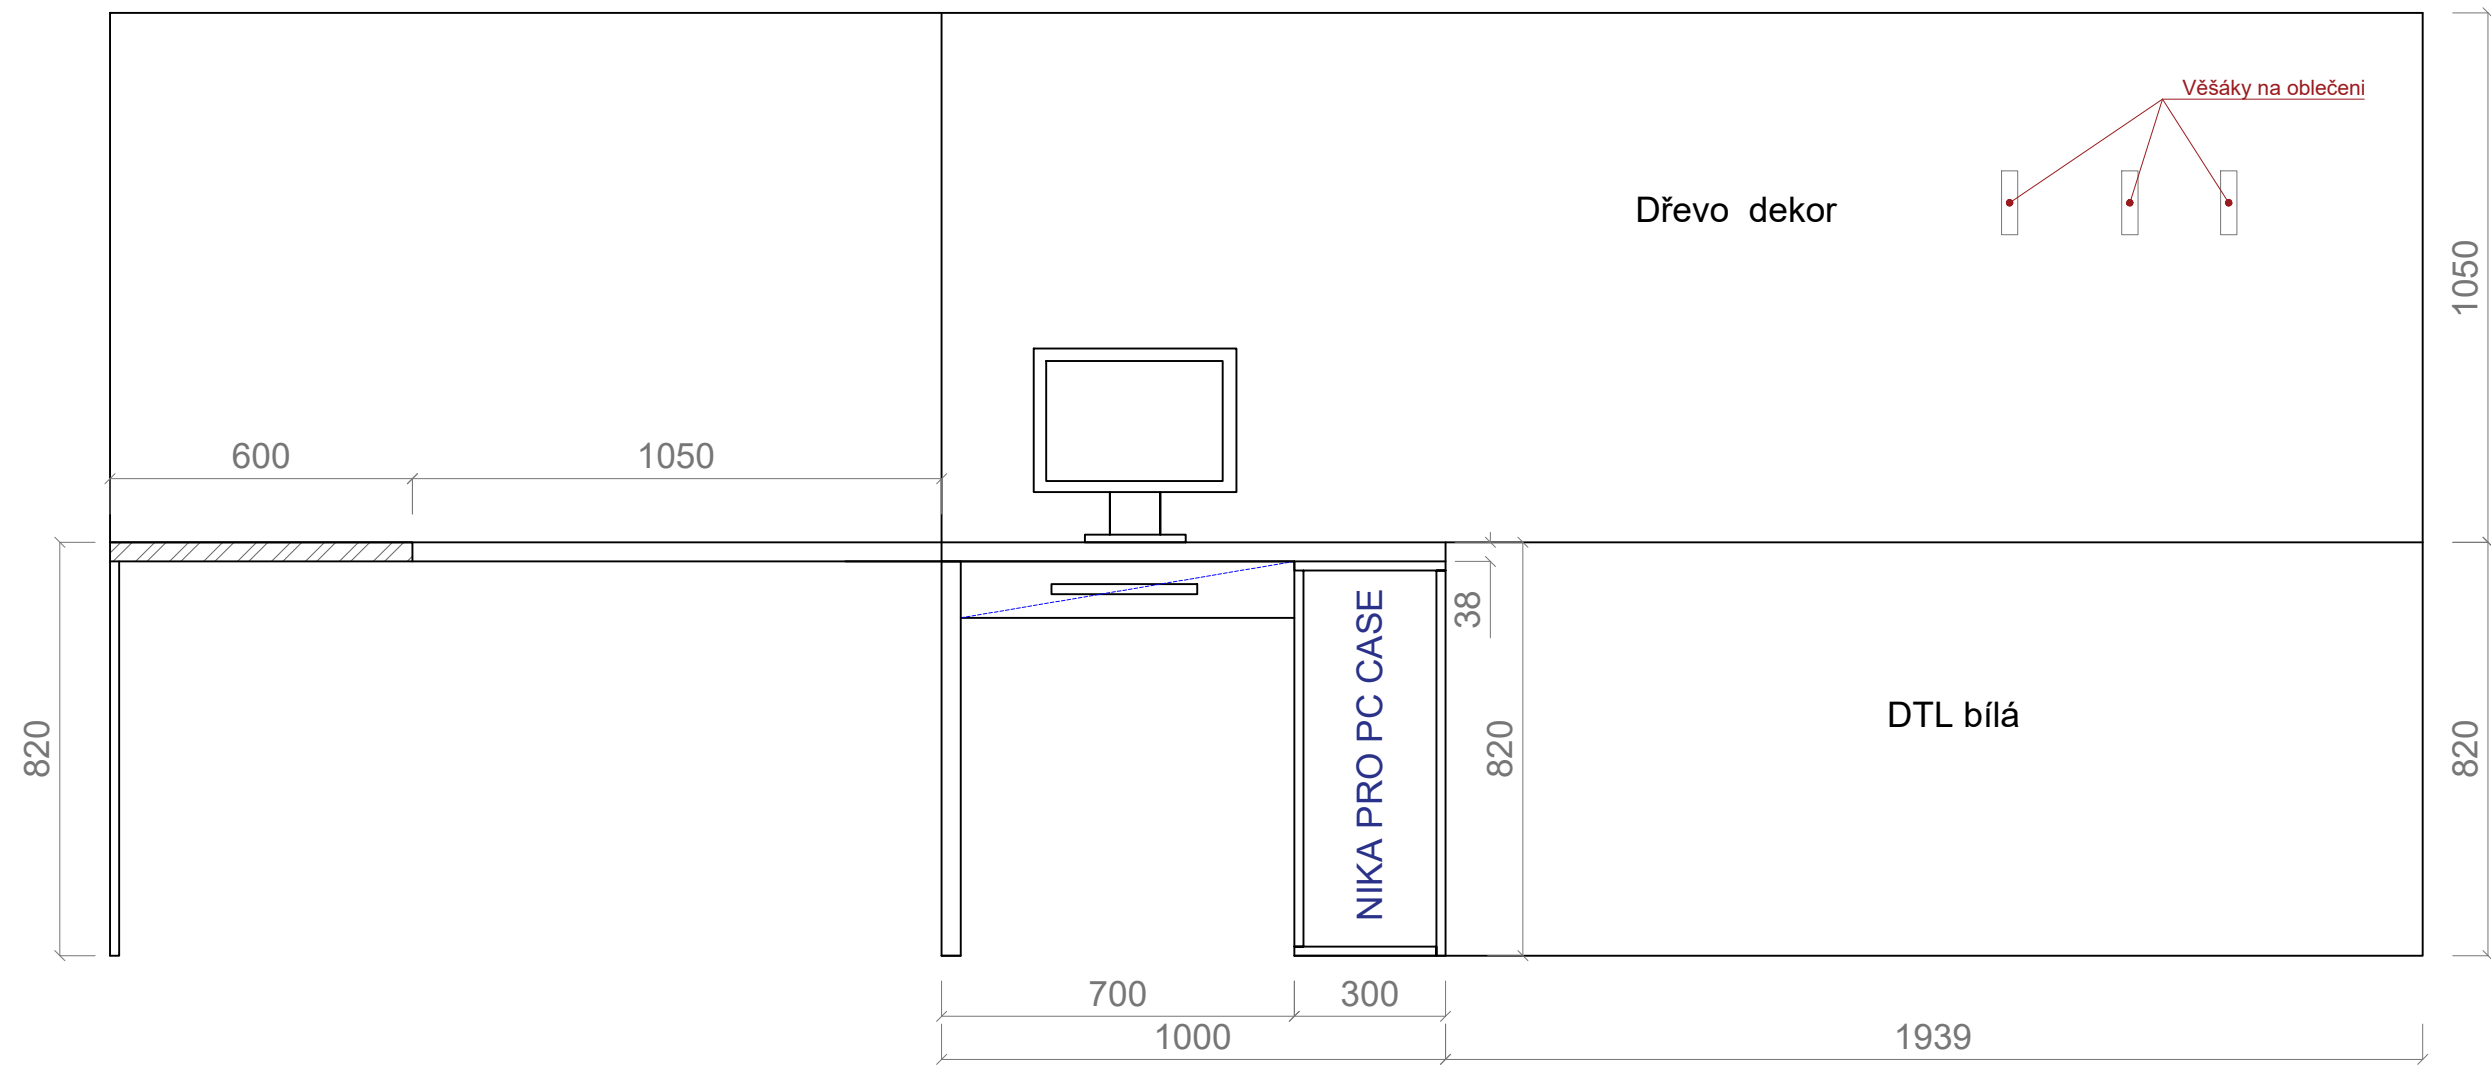 Věšáky na oblečeni
Dřevo  dekor
1050
600
1050
38
NIKA PRO PC CASE
820
820
DTL bílá
820
700
300
1000
1939